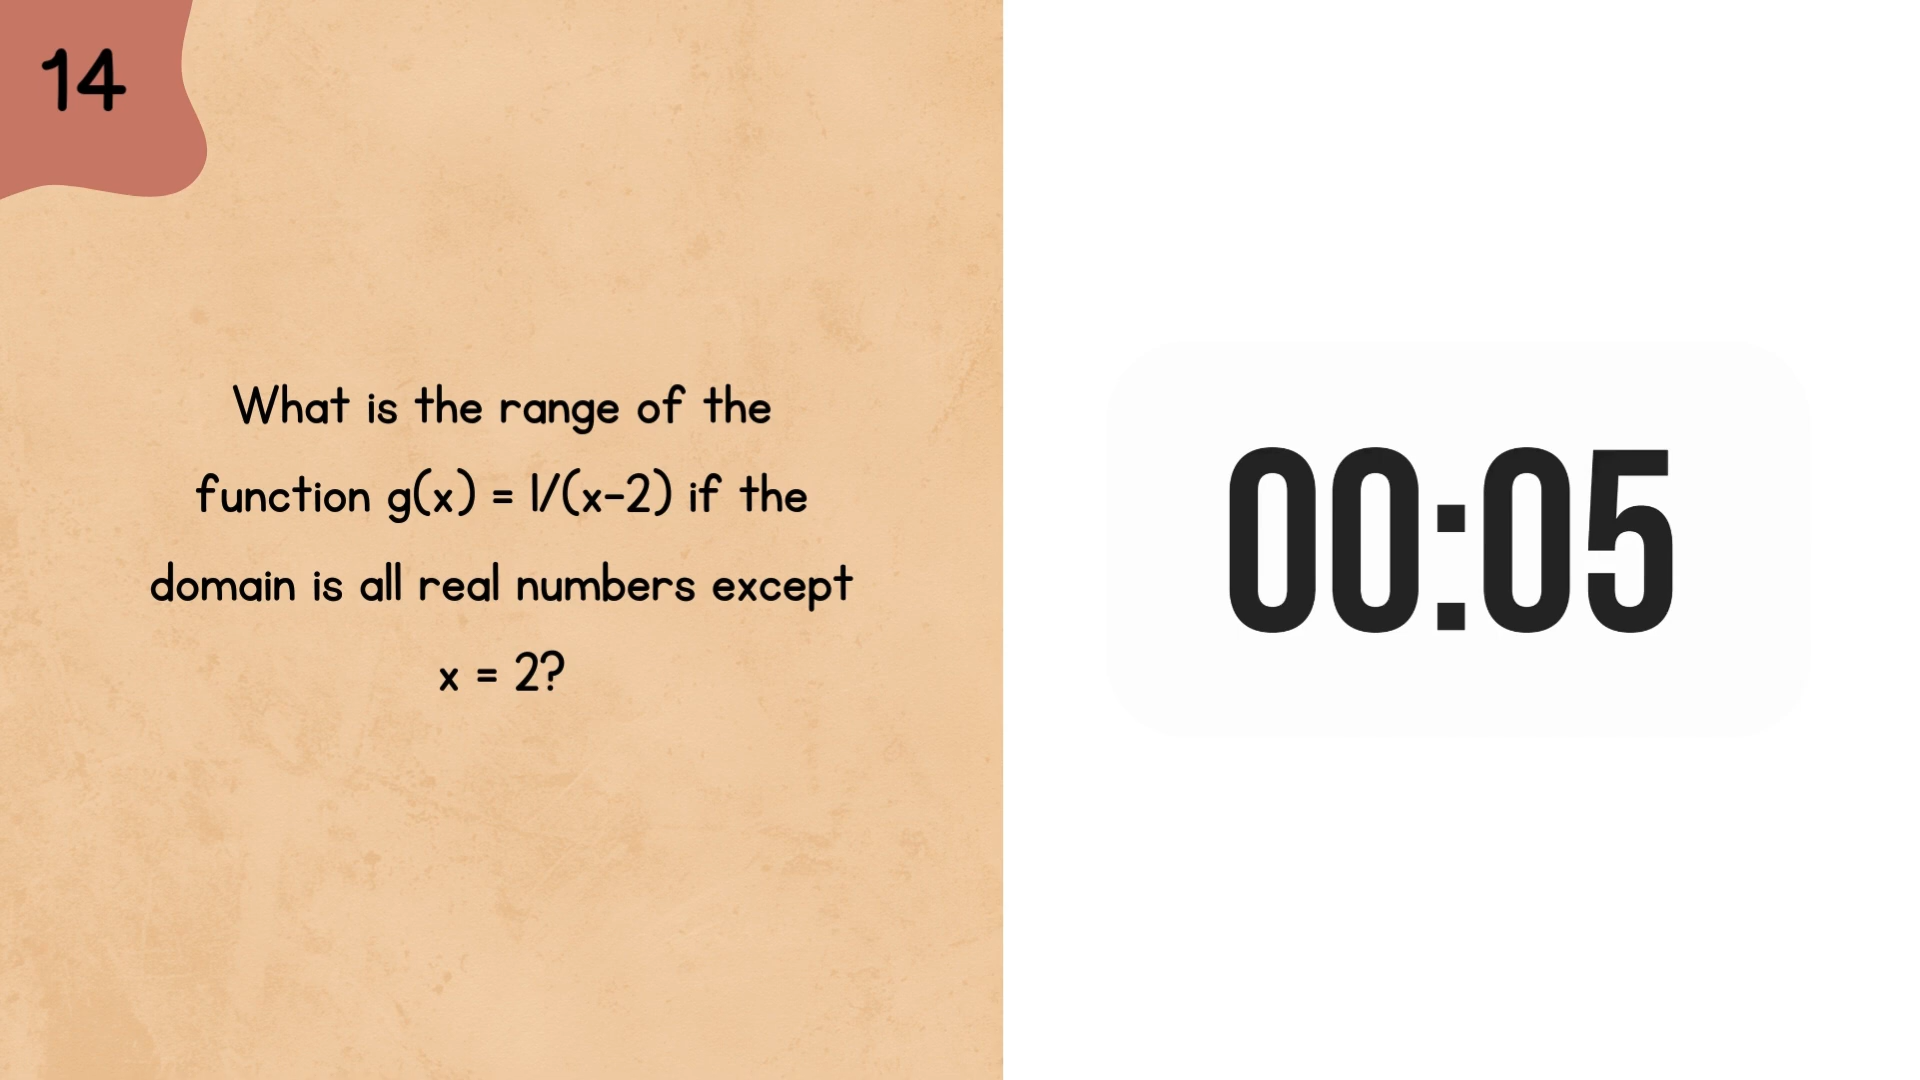 14
What is the range of the
function g(x) = 1/(x-2) if the
domain is all real numbers except
x = 2?
00:05